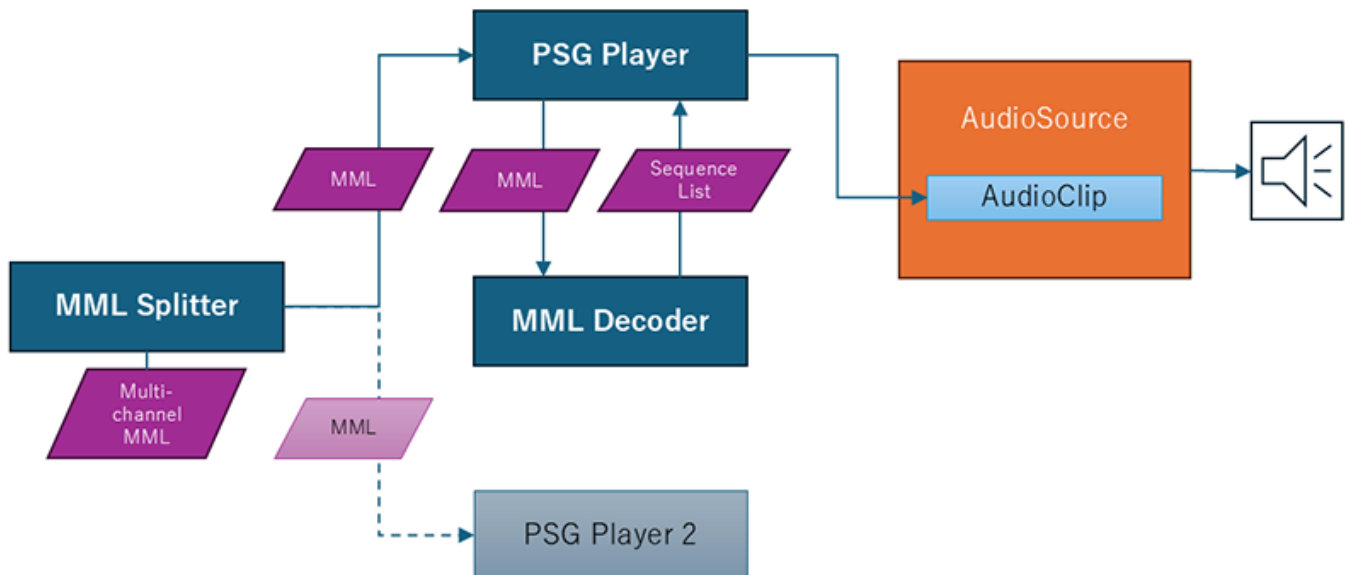 PSG Player
AudioSource
MML
MML
Sequence
List
AudioClip
MML Splitter
MML Decoder
Multi-
channel
MML
MML
PSG Player 2